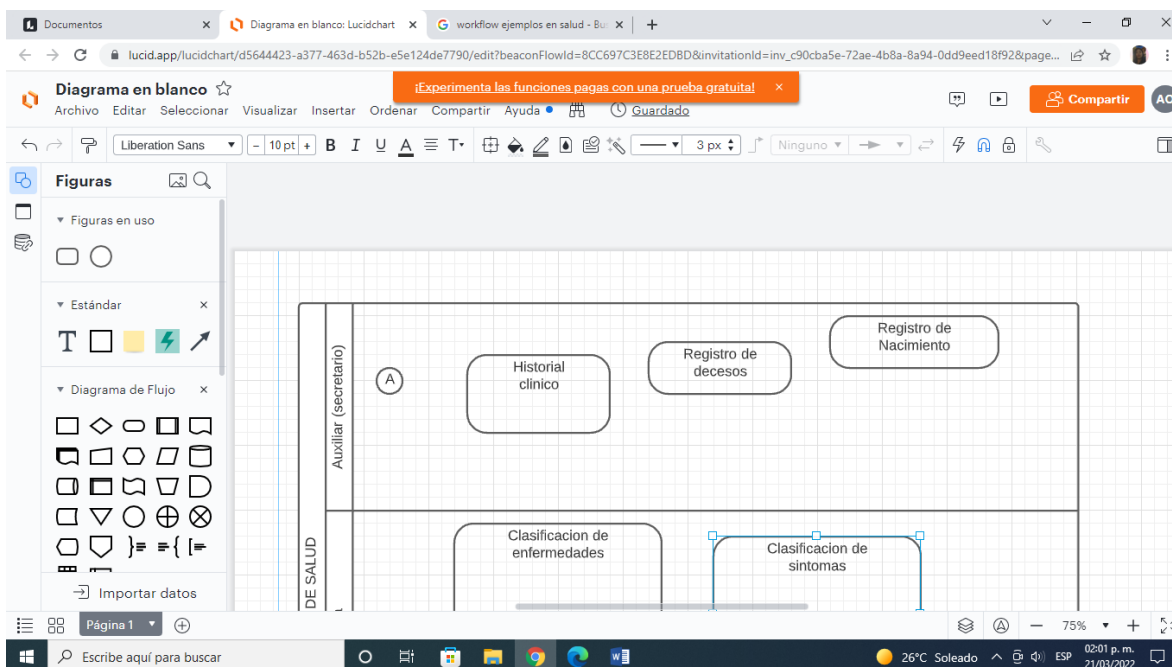 Documentos
Diagrama en blanco: Lucidchart
workflow ejemplos en salud - Bu
lucid.app/lucidchart/d5644423-a377-463d-b52b-e5e124de7790/edit?beaconFlowId=8CC697C3E8E2EDBD&invitationId=inv_c90cba5e-72ae-4b8a-8a94-0dd9eed18f92&page...
Diagrama en blanco
¡Experimenta las funciones pagas con una prueba gratuita!
Compartir
AC
Archivo Editar Seleccionar Visualizar Insertar Ordenar Compartir Ayuda Guardado
Liberation Sans 10 pt B I U A T 3 px Ninguno
Figuras
Figuras en uso
Estándar
T
Diagrama de Flujo
Importar datos
DE SALUD
Auxiliar (secretario)
A
Historial
clinico
Registro de
decesos
Registro de
Nacimiento
Clasificacion de
enfermedades
Clasificacion de
sintomas
Página 1
75%
Escribe aquí para buscar
26°C Soleado
ESP
02:01 p. m.
21/03/2022